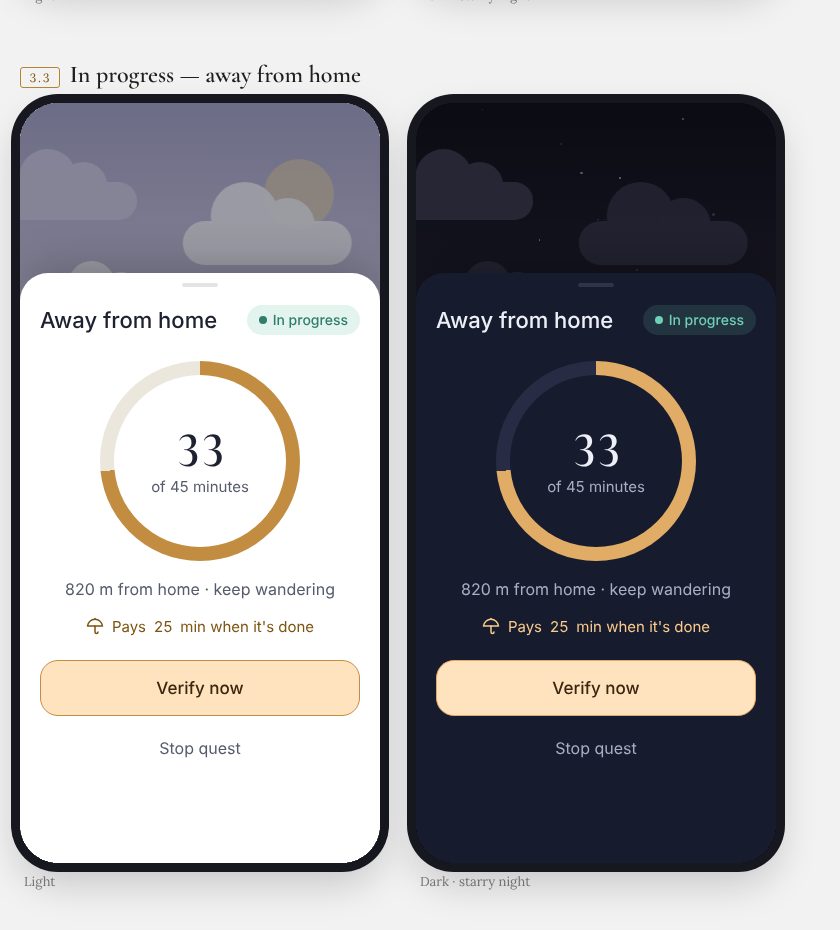 3.3 In progress — away from home
Away from home
In progress
33
of 45 minutes
820 m from home · keep wandering
Pays 25 min when it's done
Verify now
Stop quest
Light
Away from home
In progress
33
of 45 minutes
820 m from home · keep wandering
Pays 25 min when it's done
Verify now
Stop quest
Dark · starry night